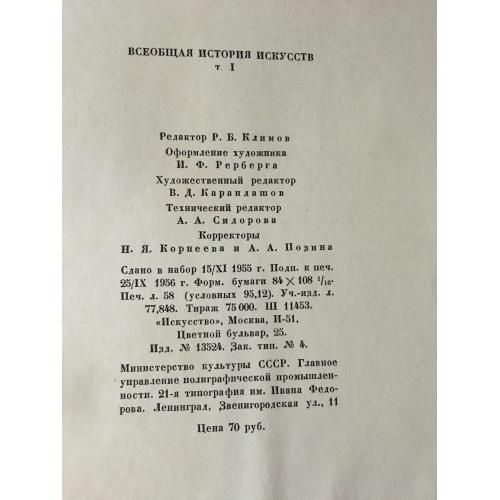 ВСЕОБЩАЯ ИСТОРИЯ ИСКУССТВ
т. I
Редактор Р. Б. Климов
Оформление художника
И. Ф. Рерберга
Художественный редактор
В. Д. Карандашов
Технический редактор
А. А. Сидорова
Корректоры
Н. Я. Корнеева и А. А. Позина
Сдано в набор 15/XI 1955 г. Подп. к печ.
25/IX 1956 г. Форм. бумаги 84×108 1/16.
Печ. л. 58 (условных 95,12). Уч.-изд. л.
77,848. Тираж 75 000. Ш 11453.
«Искусство», Москва, И-51,
Цветной бульвар, 25.
Изд. № 13524. Зак. тип. № 4.
Министерство культуры СССР. Главное
управление полиграфической промышлен-
ности. 21-я типография им. Ивана Федо-
рова. Ленинград, Звенигородская ул., 11
Цена 70 руб.